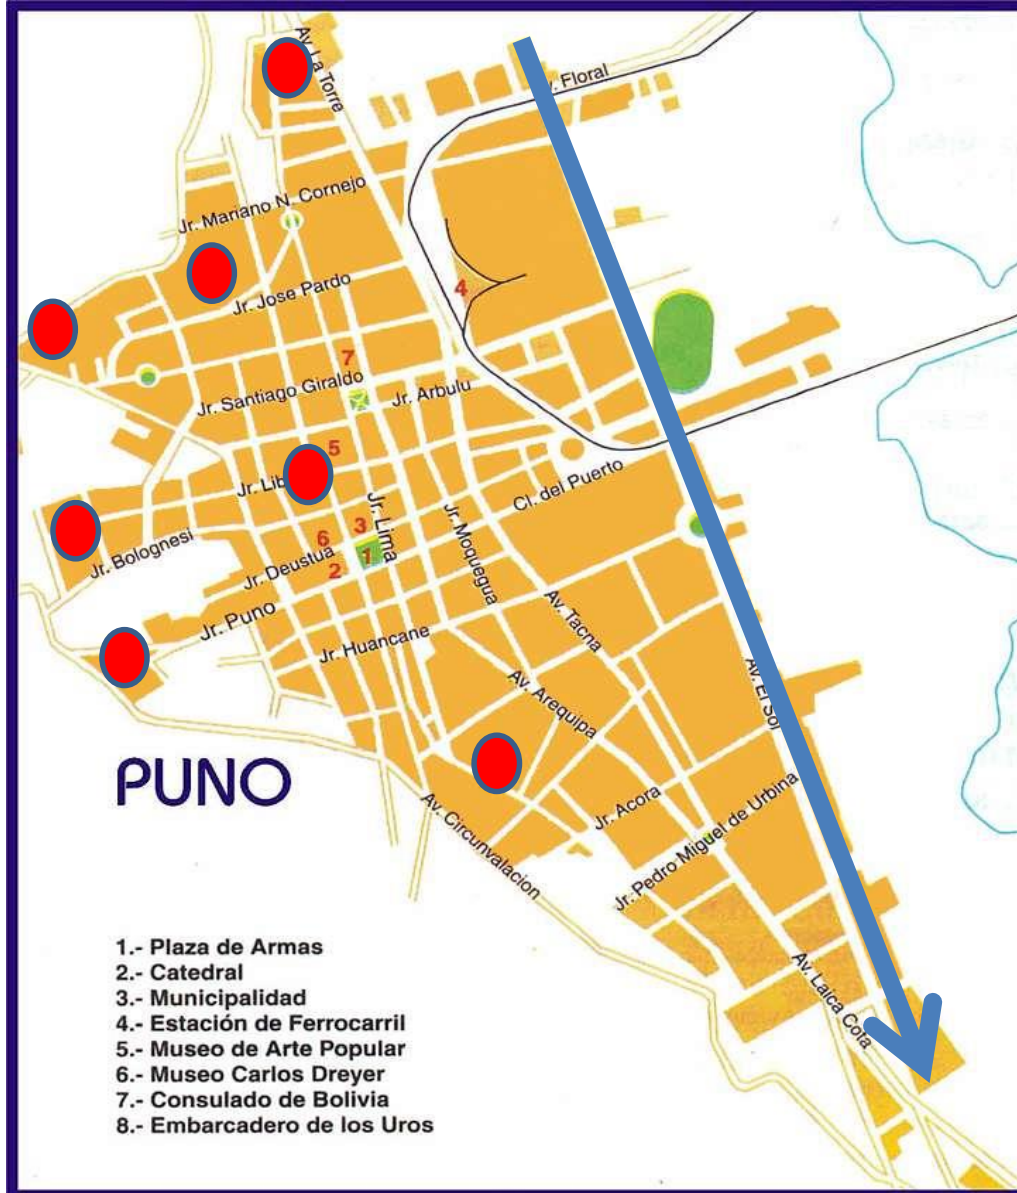 Av. La Torre
Floral
Jr. Mariano N. Cornejo
Jr. Jose Pardo
4
7
Jr. Santiago Giraldo
Jr. Arbulu
5
Jr.
Cl. del Puerto
Jr. Lima
3
6
1
2
Jr. Moquegua
Jr. Bolognesi
Jr. Deustua
Jr. Puno
Av. Tacna
Jr. Huancane
Av. El Sol
Av. Arequipa
PUNO
Jr. Acora
Jr. Pedro Miguel de Urbina
Av. Circunvalacion
Av. Laica Cota
1.- Plaza de Armas
2.- Catedral
3.- Municipalidad
4.- Estación de Ferrocarril
5.- Museo de Arte Popular
6.- Museo Carlos Dreyer
7.- Consulado de Bolivia
8.- Embarcadero de los Uros